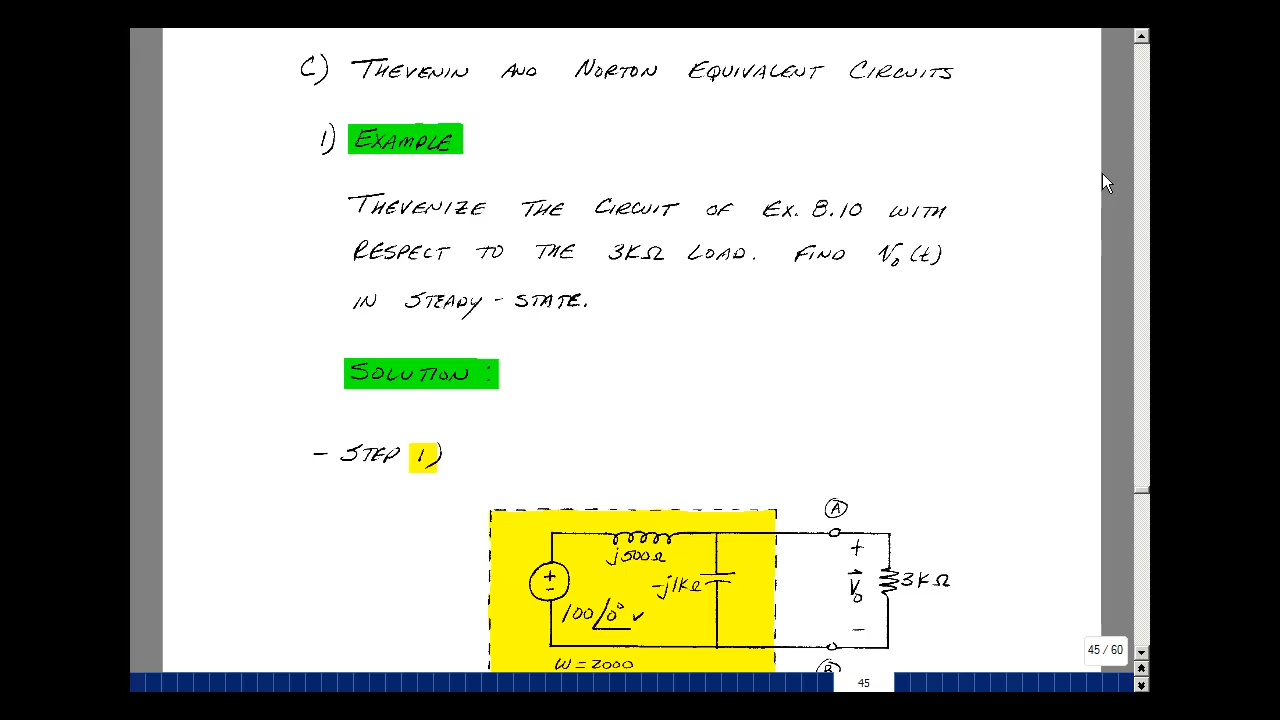 C) THEVENIN AND NORTON EQUIVALENT CIRCUITS
1) EXAMPLE
THEVENIZE THE CIRCUIT OF EX. 8.10 WITH
RESPECT TO THE 3KΩ LOAD. FIND V₀(t)
IN STEADY-STATE.
SOLUTION:
- STEP 1)
A
j500Ω
+
+
-
-j1KΩ
V₀
3KΩ
100/0° V
-
ω=2000
B
45 / 60
45